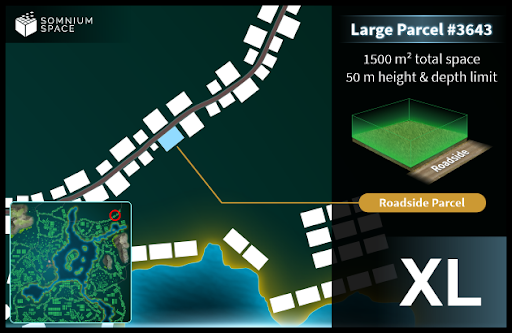 SOMNIUM
SPACE
Large Parcel #3643
1500 m² total space
50 m height & depth limit
Roadside
Roadside Parcel
XL